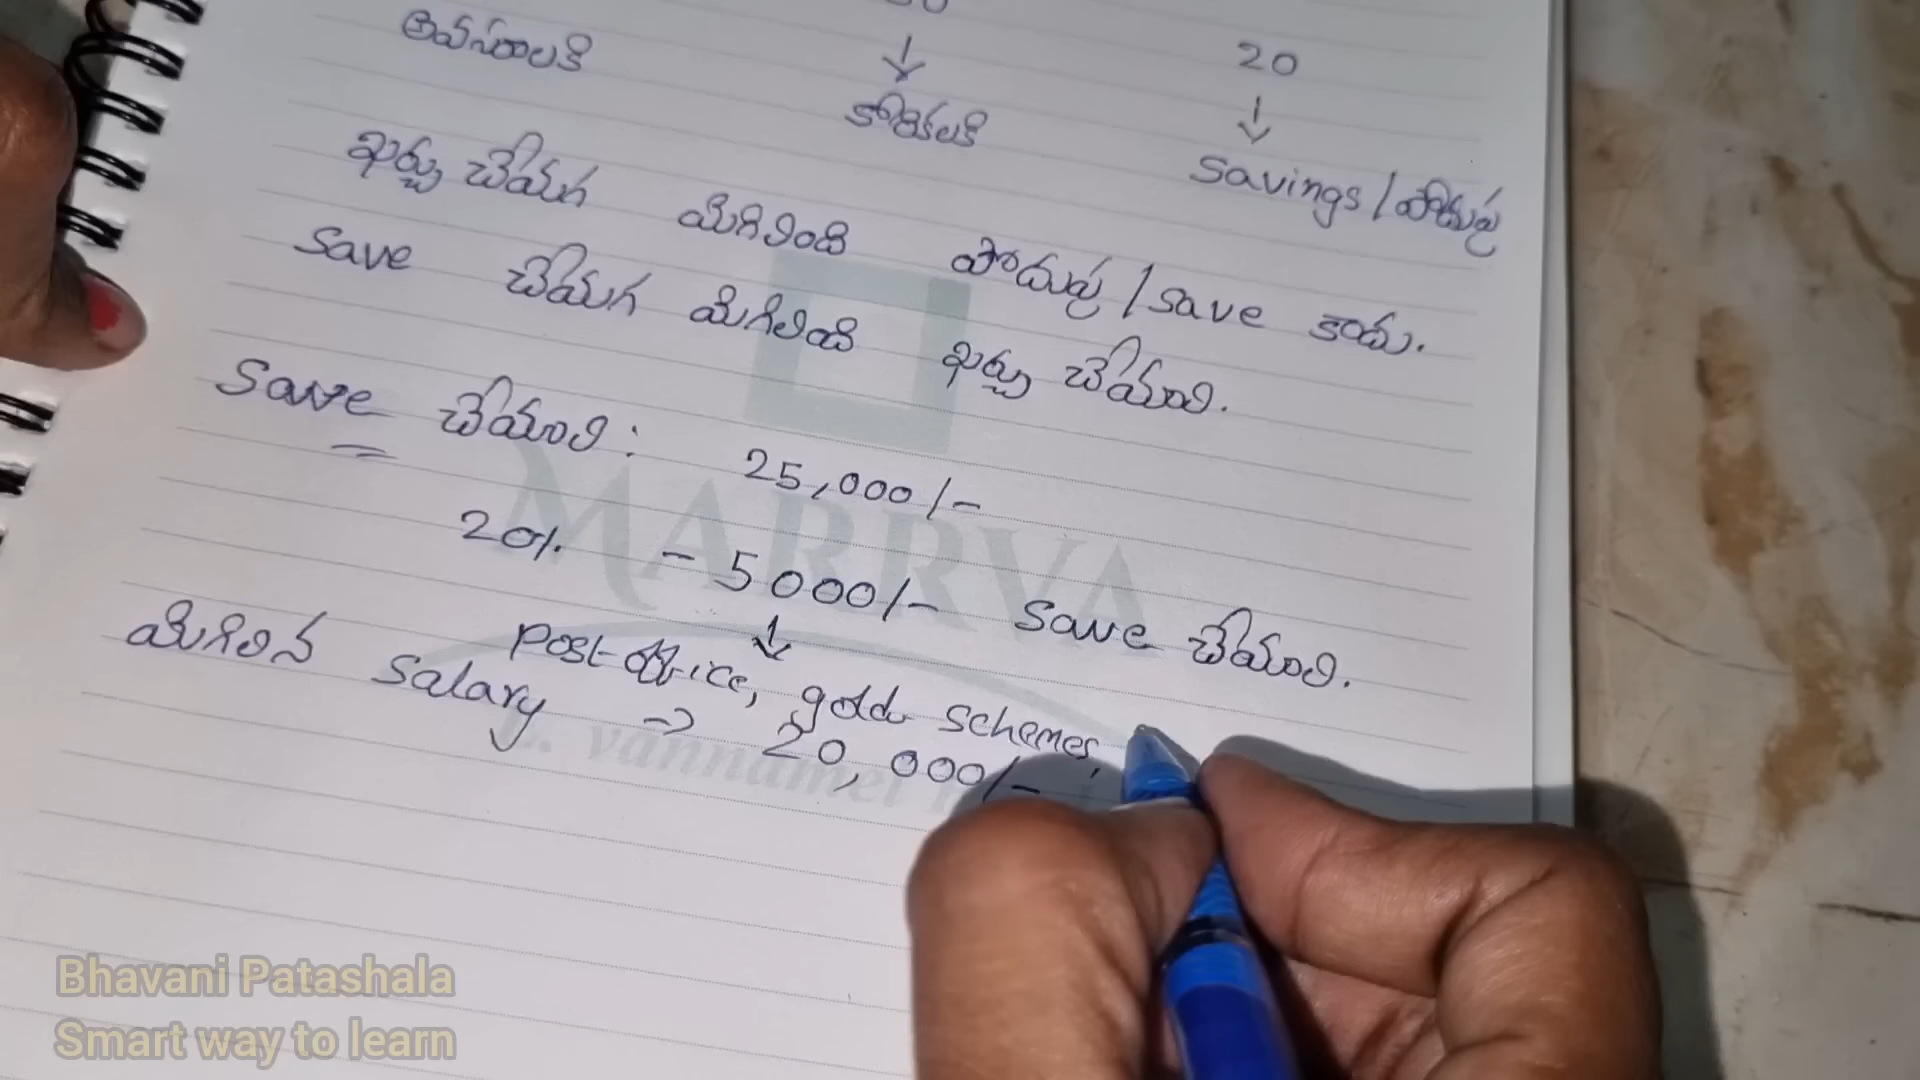 20
అవసరాలకి ↓ ↓
కోరికలకి Savings/పొదుపు
ఖర్చు చేయగ మిగిలింది పొదుపు/save కాదు.
Save చేయగ మిగిలింది ఖర్చు చేయాలి.
Save చేయాలి: 25,000/-
20% - 5000/- Save చేయాలి.
↓
Post office, gold schemes,
మిగిలిన Salary → 20,000/-
MARRVA
vannamei
Bhavani Patashala
Smart way to learn